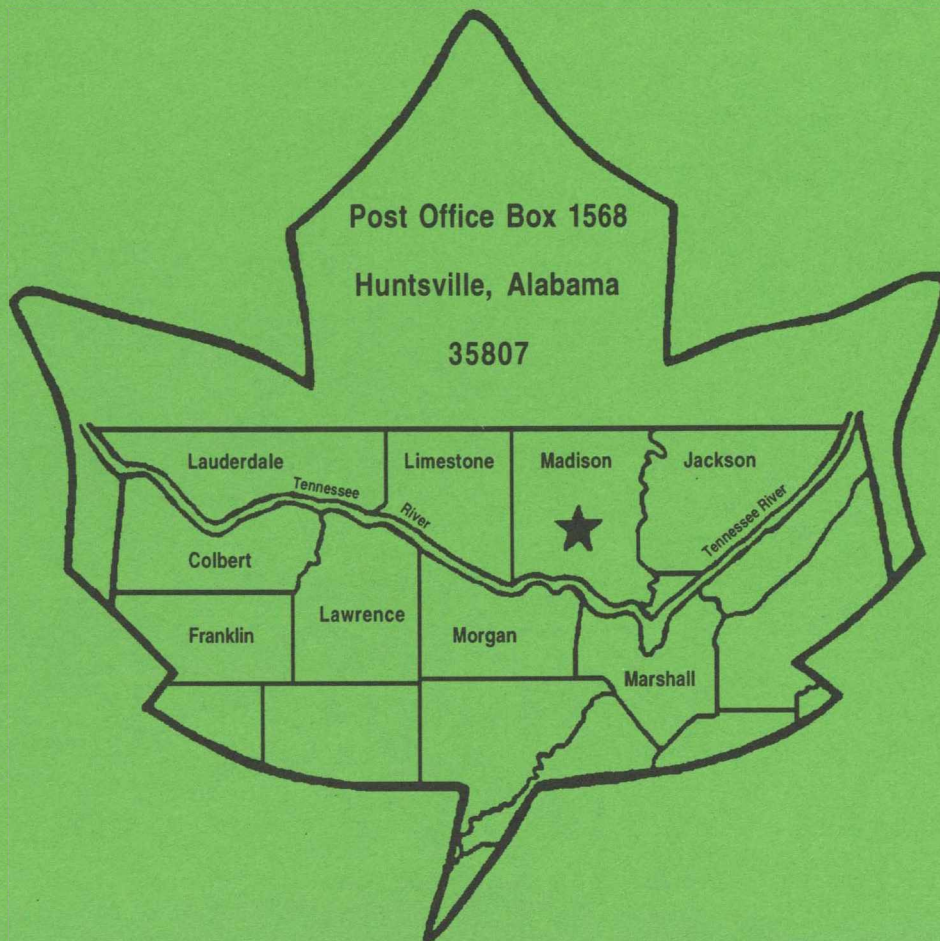 Post Office Box 1568
Huntsville, Alabama
35807
Lauderdale
Limestone
Madison
Jackson
Tennessee
River
Tennessee River
Colbert
Lawrence
Franklin
Morgan
Marshall